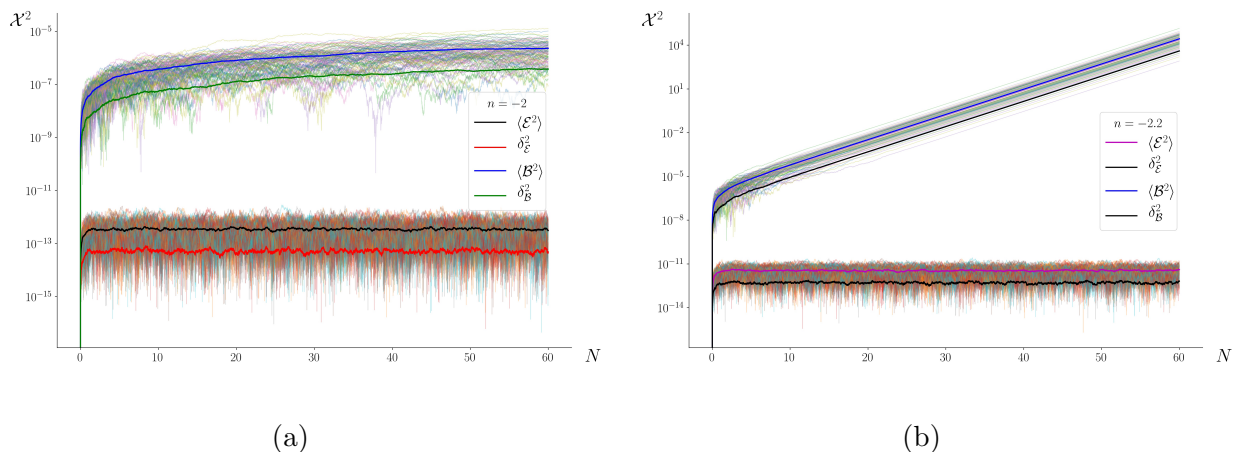 𝒳²
10⁻⁵
10⁻⁷
10⁻⁹
10⁻¹¹
10⁻¹³
10⁻¹⁵
0 10 20 30 40 50 60 N
n = −2
⟨ℰ²⟩
δ²_ℰ
⟨ℬ²⟩
δ²_ℬ
(a)
𝒳²
10⁴
10¹
10⁻²
10⁻⁵
10⁻⁸
10⁻¹¹
10⁻¹⁴
0 10 20 30 40 50 60 N
n = −2.2
⟨ℰ²⟩
δ²_ℰ
⟨ℬ²⟩
δ²_ℬ
(b)